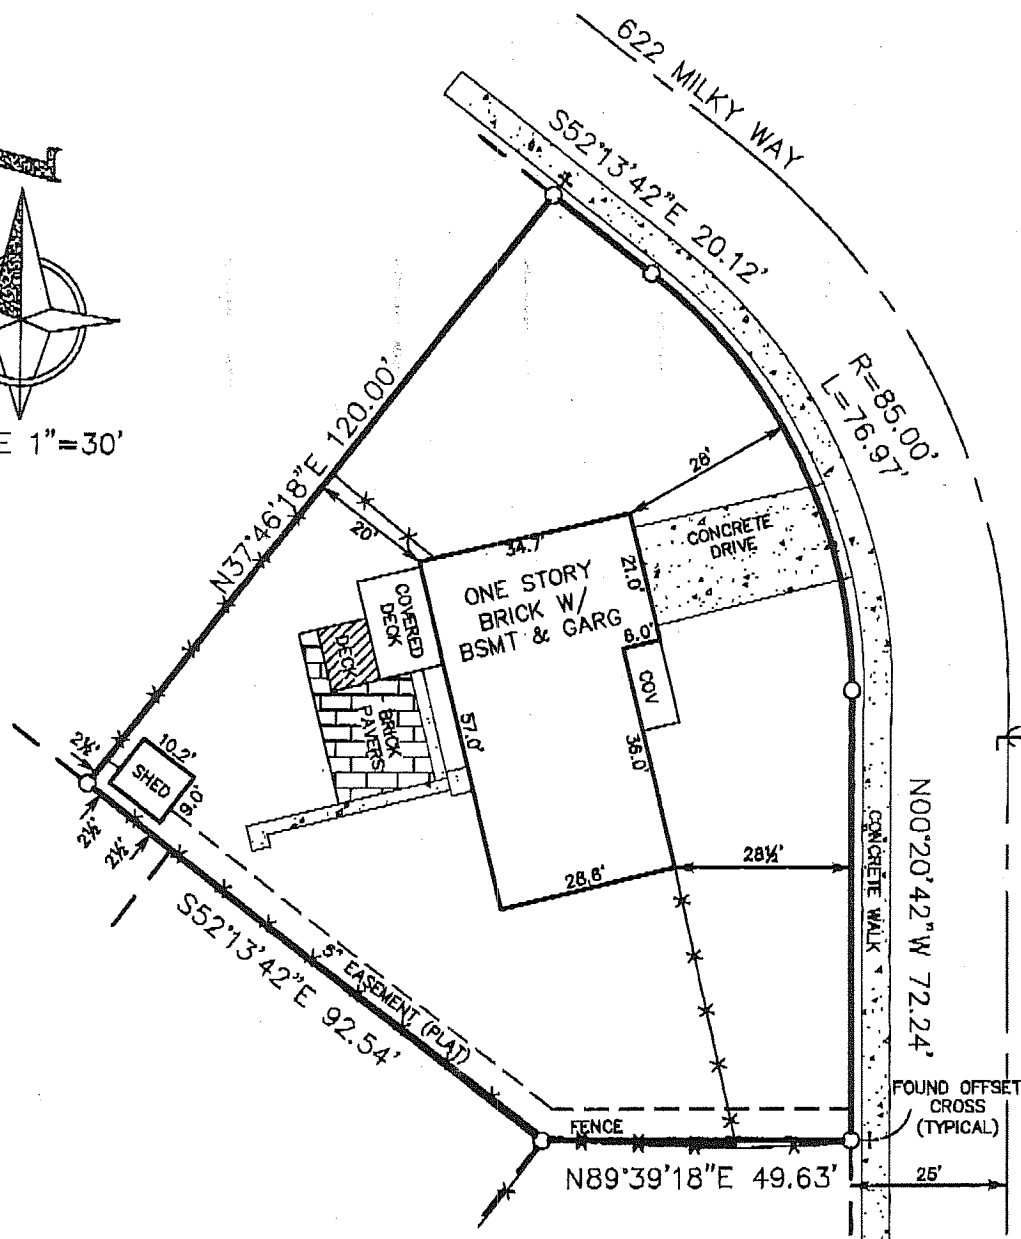 622 MILKY WAY
S52°13'42"E 20.12'
R=85.00'
L=76.97'
E 1"=30'
N37°46'18"E 120.00'
28'
20'
34.7'
CONCRETE
DRIVE
ONE STORY
BRICK W/
BSMT & GARG
21.0'
6.0'
COVERED
DECK
DECK
BRICK
PAVERS
COV
57.0'
36.0'
2½'
10.2'
SHED
9.0'
2½'
2½'
28.6'
28½'
CONCRETE WALK
N00°20'42"W 72.24'
S52°13'42"E 92.54'
5' EASEMENT (PLAT)
FOUND OFFSET
CROSS
(TYPICAL)
FENCE
N89°39'18"E 49.63'
25'